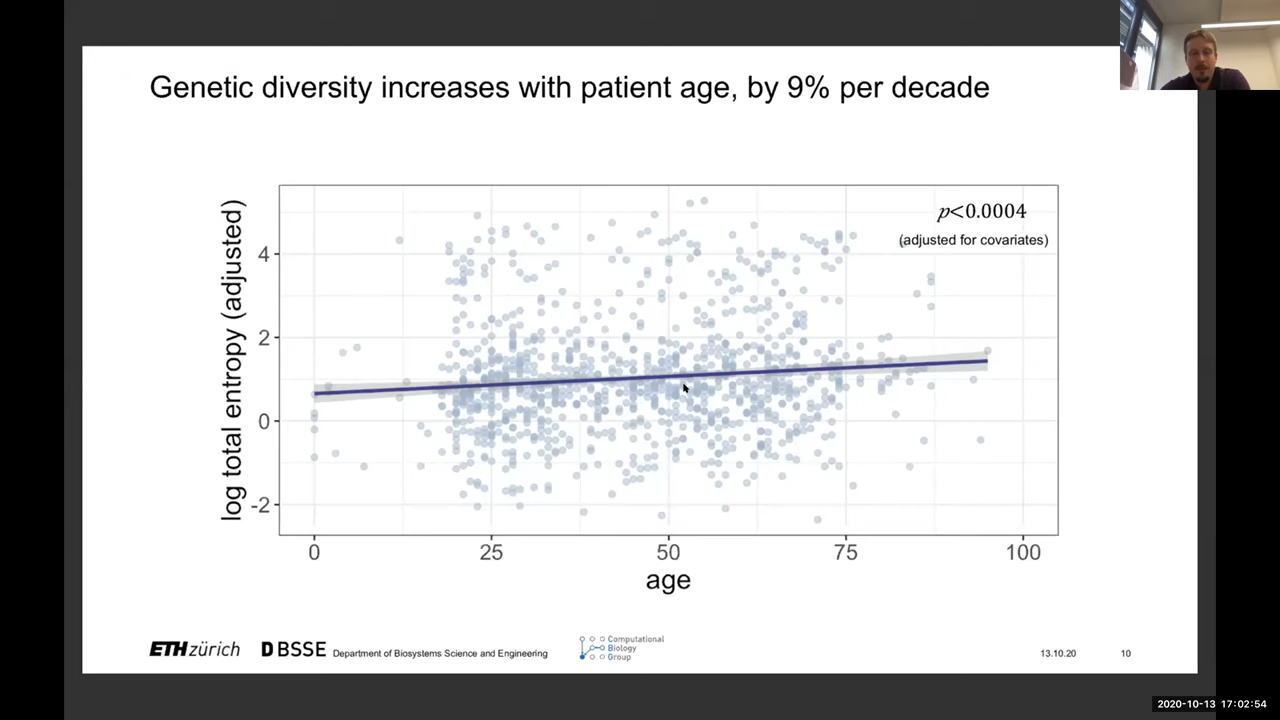 Genetic diversity increases with patient age, by 9% per decade
p<0.0004
(adjusted for covariates)
log total entropy (adjusted)
4
2
0
-2
0 25 50 75 100
age
ETH zürich DBSSE Department of Biosystems Science and Engineering
Computational
Biology
Group
13.10.20 10
2020-10-13 17:02:54